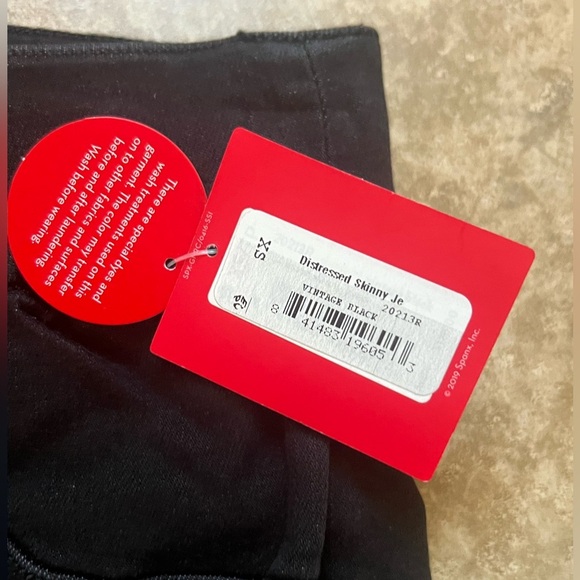 There are special dyes and
wash treatments used on this
garment. The color may transfer
on to other fabrics and surfaces
before and after laundering.
Wash before wearing.
XS
Distressed Skinny Je
VINTAGE BLACK 20213R
8 41483 19605 3
© 2019 Spanx, Inc.